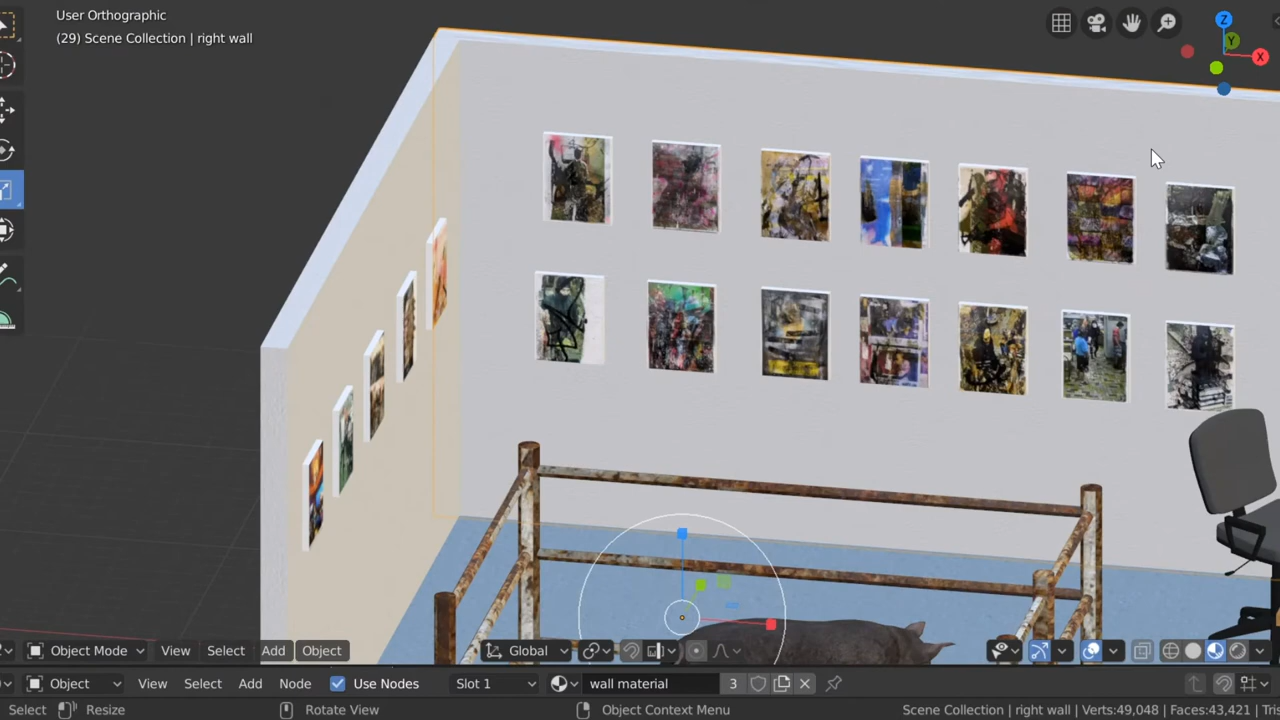 User Orthographic
(29) Scene Collection | right wall
Z
Y
X
Object Mode View Select Add Object Global
Object View Select Add Node Use Nodes Slot 1 wall material 3
Select Resize Rotate View Object Context Menu Scene Collection | right wall Verts:49,048 | Faces:43,421 | Tris